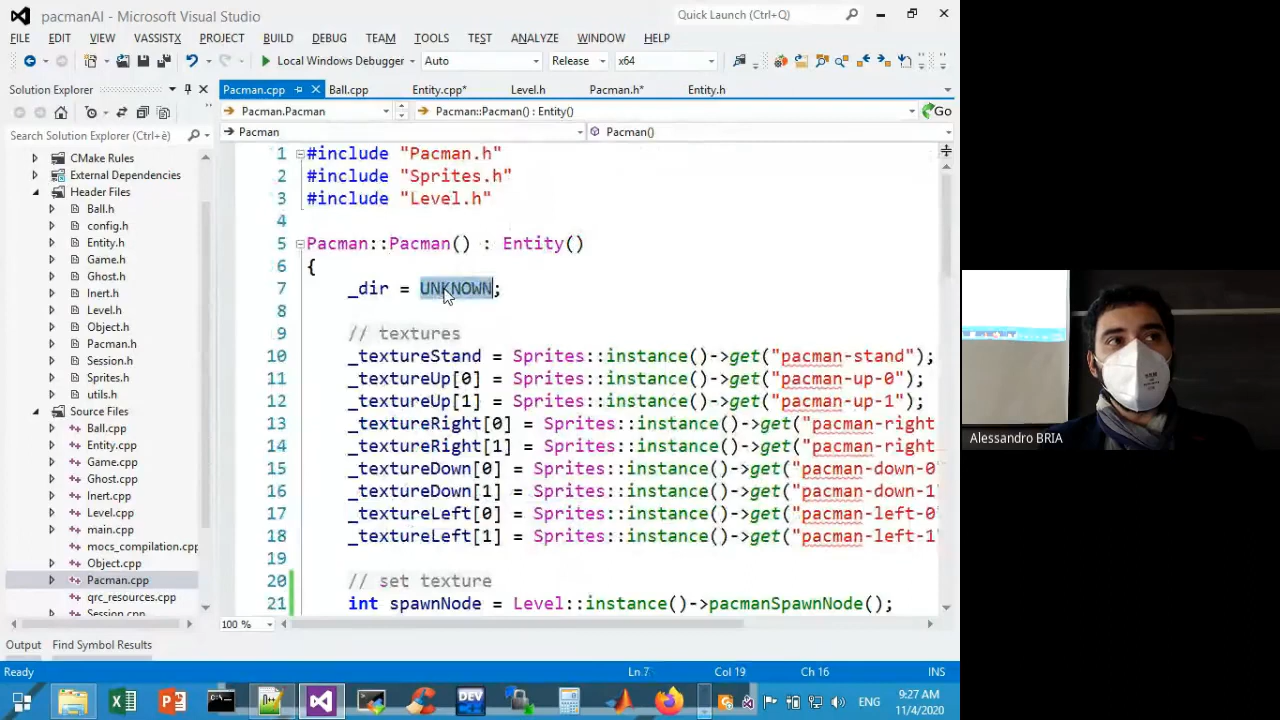 pacmanAI - Microsoft Visual Studio
Quick Launch (Ctrl+Q)
FILE EDIT VIEW VASSISTX PROJECT BUILD DEBUG TEAM TOOLS TEST ANALYZE WINDOW HELP
Local Windows Debugger Auto Release x64
Solution Explorer
Pacman.cpp Ball.cpp Entity.cpp* Level.h Pacman.h* Entity.h
Pacman.Pacman Pacman::Pacman() : Entity() Go
Search Solution Explorer (Ctrl+è)
Pacman Pacman()
CMake Rules
External Dependencies
Header Files
Ball.h
config.h
Entity.h
Game.h
Ghost.h
Inert.h
Level.h
Object.h
Pacman.h
Session.h
Sprites.h
utils.h
Source Files
Ball.cpp
Entity.cpp
Game.cpp
Ghost.cpp
Inert.cpp
Level.cpp
main.cpp
mocs_compilation.cpp
Object.cpp
Pacman.cpp
qrc_resources.cpp
Session.cpp
1 #include "Pacman.h"
2 #include "Sprites.h"
3 #include "Level.h"
4
5 Pacman::Pacman() : Entity()
6 {
7 _dir = UNKNOWN;
8
9 // textures
10 _textureStand = Sprites::instance()->get("pacman-stand");
11 _textureUp[0] = Sprites::instance()->get("pacman-up-0");
12 _textureUp[1] = Sprites::instance()->get("pacman-up-1");
13 _textureRight[0] = Sprites::instance()->get("pacman-right
14 _textureRight[1] = Sprites::instance()->get("pacman-right
15 _textureDown[0] = Sprites::instance()->get("pacman-down-0
16 _textureDown[1] = Sprites::instance()->get("pacman-down-1
17 _textureLeft[0] = Sprites::instance()->get("pacman-left-0
18 _textureLeft[1] = Sprites::instance()->get("pacman-left-1
19
20 // set texture
21 int spawnNode = Level::instance()->pacmanSpawnNode();
100 %
Output Find Symbol Results
Ready Ln 7 Col 19 Ch 16 INS
DEV
ENG
9:27 AM
11/4/2020
Alessandro BRIA